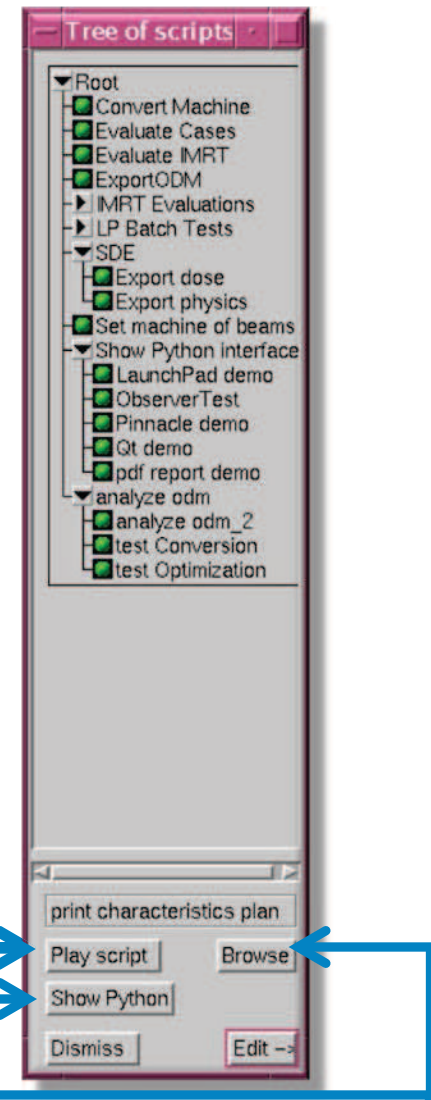 Tree of scripts
Root
Convert Machine
Evaluate Cases
Evaluate IMRT
ExportODM
IMRT Evaluations
LP Batch Tests
SDE
Export dose
Export physics
Set machine of beams
Show Python interface
LaunchPad demo
ObserverTest
Pinnacle demo
Qt demo
pdf report demo
analyze odm
analyze odm_2
test Conversion
test Optimization
print characteristics plan
Play script Browse
Show Python
Dismiss Edit ->